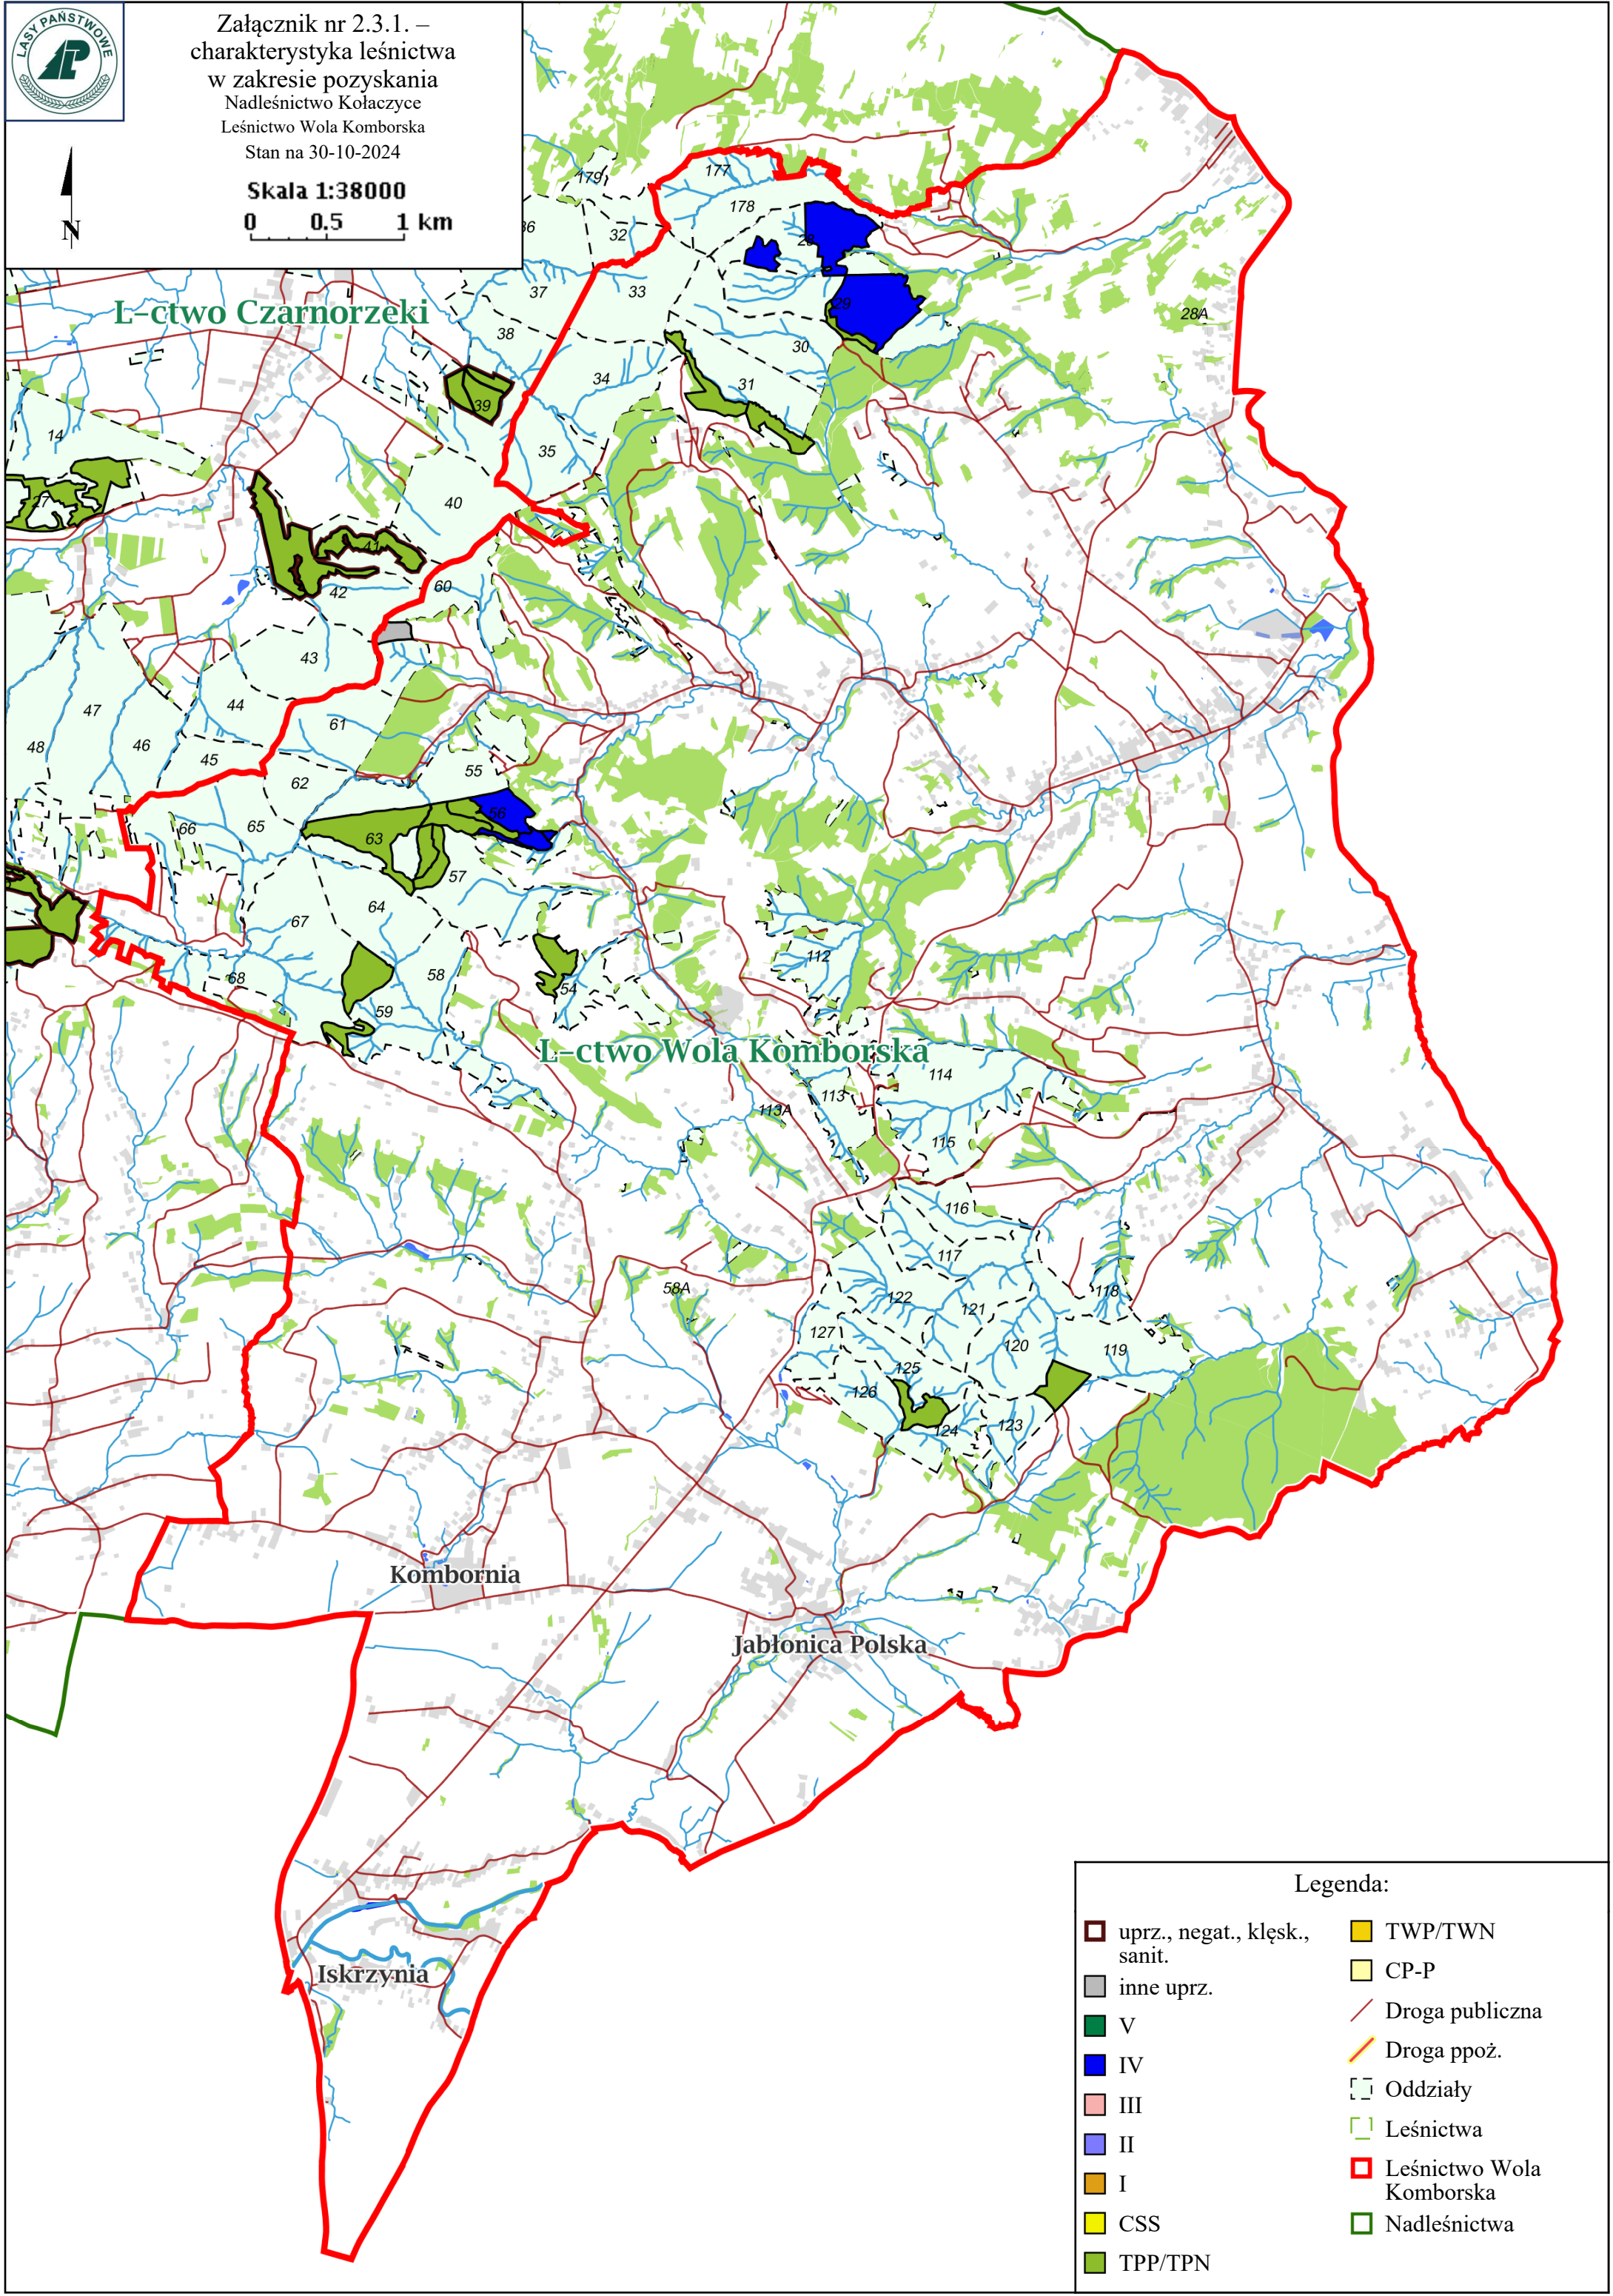 LASY PAŃSTWOWE
Załącznik nr 2.3.1. –
charakterystyka leśnictwa
w zakresie pozyskania
Nadleśnictwo Kołaczyce
Leśnictwo Wola Komborska
Stan na 30-10-2024
Skala 1:38000
0 0.5 1 km
N
177
179
178
36
32
28
37
33
29
28A
L–ctwo Czarnorzeki
38
30
34
31
39
14
35
27
40
41
42
60
43
44
61
47
46
48
45
55
62
56
66
65
63
57
64
67
112
68
58
54
59
L–ctwo Wola Komborska
114
113
113A
115
116
117
58A
118
122
121
127
120
119
125
126
124
123
Kombornia
Jabłonica Polska
Iskrzynia
Legenda:
uprz., negat., klęsk.,
sanit.
inne uprz.
V
IV
III
II
I
CSS
TPP/TPN
TWP/TWN
CP-P
Droga publiczna
Droga ppoż.
Oddziały
Leśnictwa
Leśnictwo Wola
Komborska
Nadleśnictwa